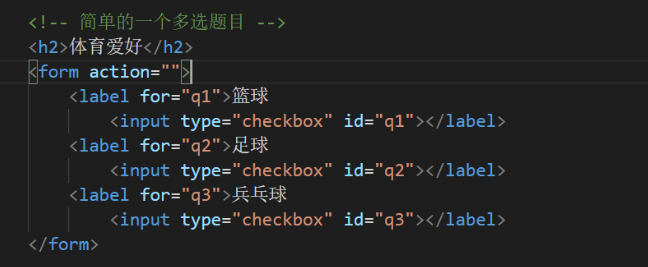 <!-- 简单的一个多选题目 -->
<h2>体育爱好</h2>
<form action="">
    <label for="q1">篮球
        <input type="checkbox" id="q1"></label>
    <label for="q2">足球
        <input type="checkbox" id="q2"></label>
    <label for="q3">兵乓球
        <input type="checkbox" id="q3"></label>
</form>